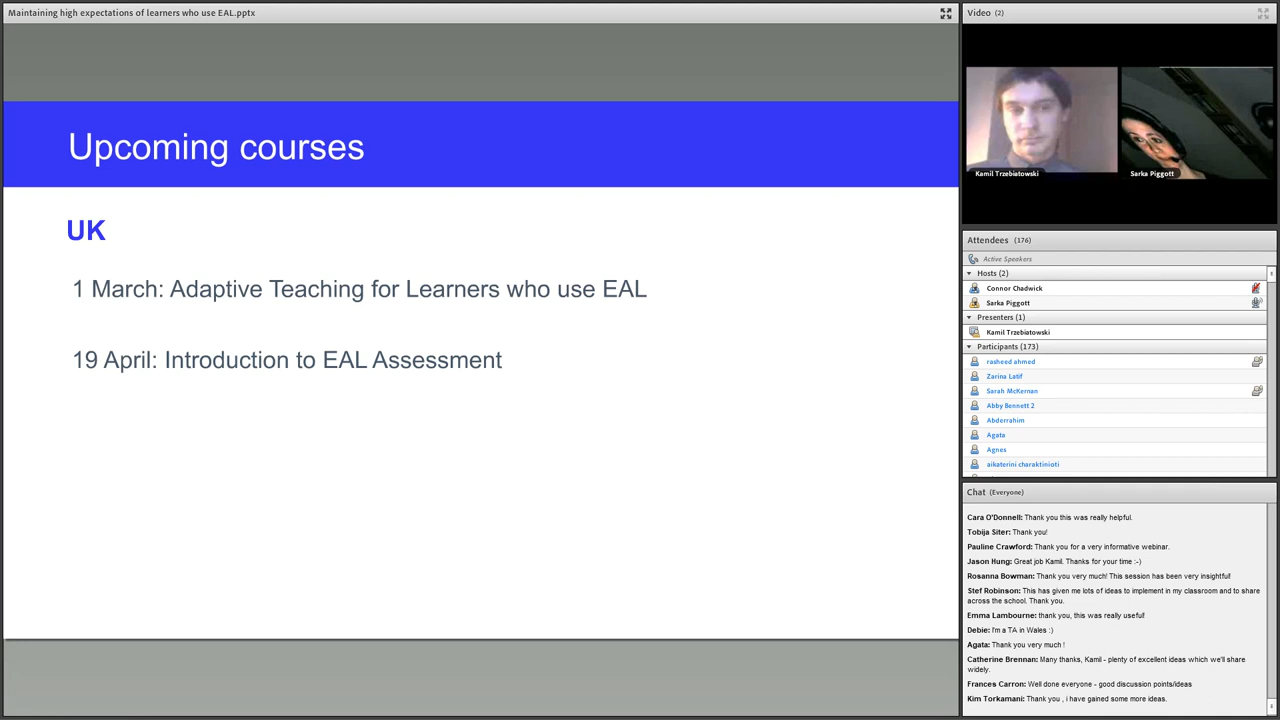 Maintaining high expectations of learners who use EAL.pptx
Upcoming courses
UK
1 March: Adaptive Teaching for Learners who use EAL
19 April: Introduction to EAL Assessment
Video (2)
Kamil Trzebiatowski
Sarka Piggott
Attendees (176)
Active Speakers
Hosts (2)
Connor Chadwick
Sarka Piggott
Presenters (1)
Kamil Trzebiatowski
Participants (173)
rasheed ahmed
Zarina Latif
Sarah McKernan
Abby Bennett 2
Abderrahim
Agata
Agnes
aikaterini charaktinioti
Chat (Everyone)
Cara O'Donnell: Thank you this was really helpful.
Tobija Siter: Thank you!
Pauline Crawford: Thank you for a very informative webinar.
Jason Hung: Great job Kamil. Thanks for your time :-)
Rosanna Bowman: Thank you very much! This session has been very insightful!
Stef Robinson: This has given me lots of ideas to implement in my classroom and to share
across the school. Thank you.
Emma Lambourne: thank you, this was really useful!
Debie: I'm a TA in Wales :)
Agata: Thank you very much !
Catherine Brennan: Many thanks, Kamil - plenty of excellent ideas which we'll share
widely.
Frances Carron: Well done everyone - good discussion points/ideas
Kim Torkamani: Thank you , i have gained some more ideas.